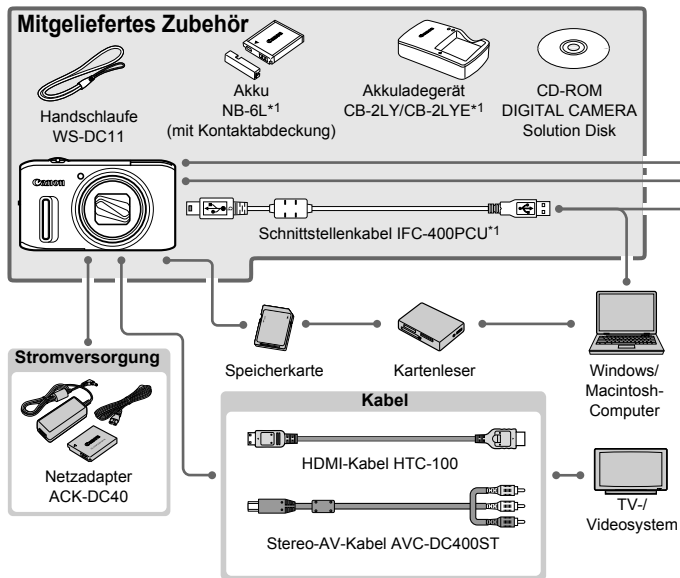 Mitgeliefertes Zubehör
Handschlaufe
WS-DC11
Akku
NB-6L*1
(mit Kontaktabdeckung)
Akkuladegerät
CB-2LY/CB-2LYE*1
CD-ROM
DIGITAL CAMERA
Solution Disk
Canon
Schnittstellenkabel IFC-400PCU*1
Speicherkarte
Kartenleser
Windows/
Macintosh-
Computer
Stromversorgung
Netzadapter
ACK-DC40
Kabel
HDMI-Kabel HTC-100
Stereo-AV-Kabel AVC-DC400ST
TV-/
Videosystem